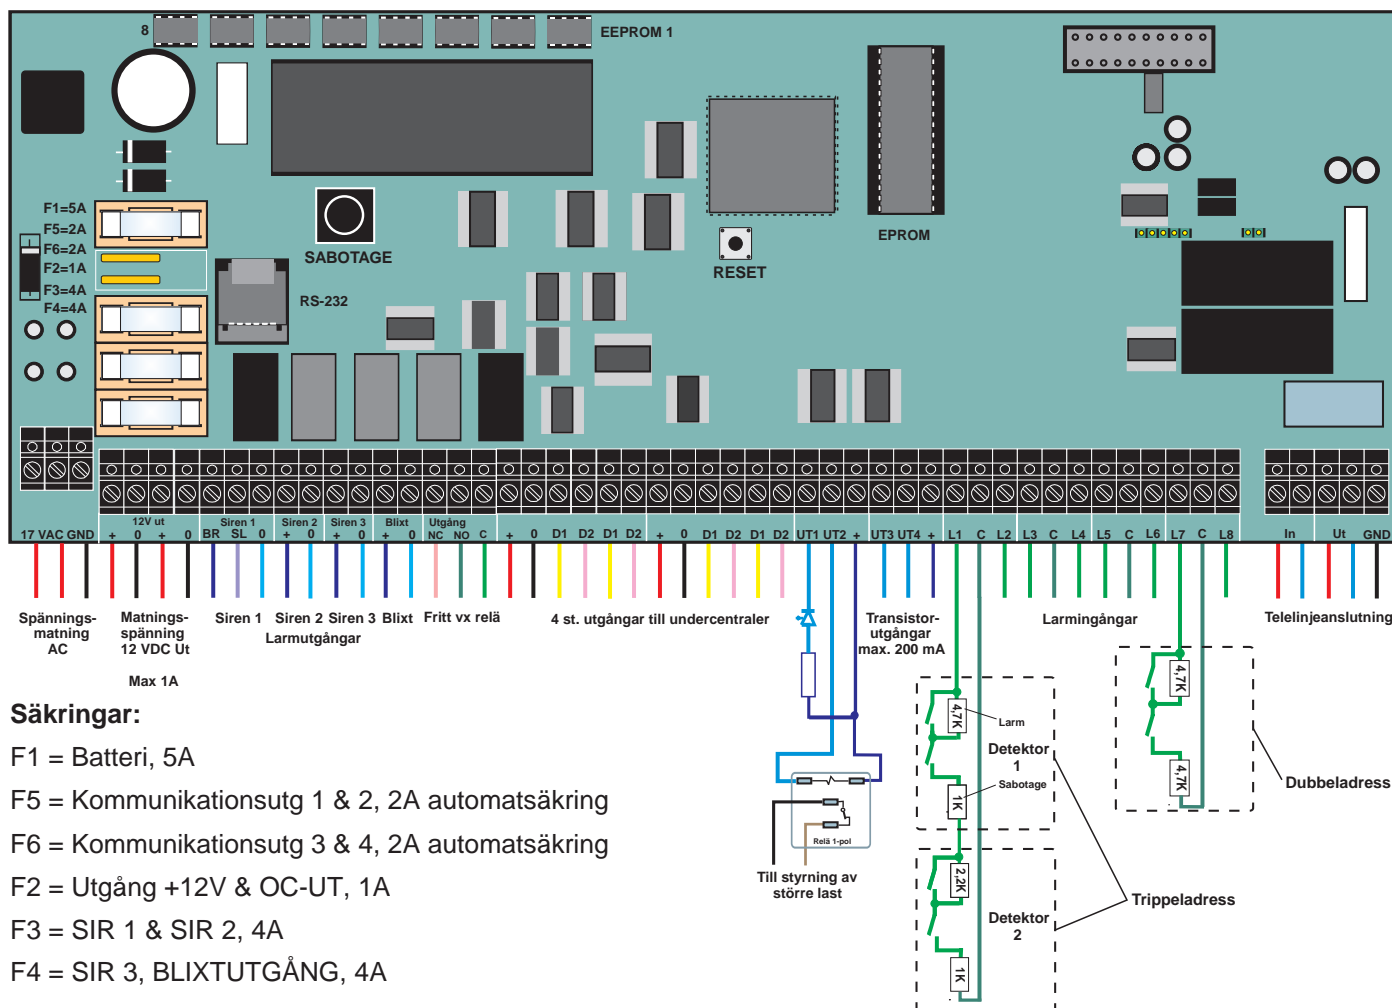 8
EEPROM 1
F1=5A
F5=2A
F6=2A
F2=1A
F3=4A
F4=4A
SABOTAGE
RS-232
RESET
EPROM
12V ut
Siren 1
Siren 2
Siren 3
Blixt
Utgång
17 VAC GND
+ 0 + 0 BR SL 0 + 0 + 0 + 0 NC NO C + 0 D1 D2 D1 D2 + 0 D1 D2 D1 D2 UT1 UT2 + UT3 UT4 + L1 C L2 L3 C L4 L5 C L6 L7 C L8
In Ut GND
Spännings-
matning
AC
Matnings-
spänning
12 VDC Ut
Max 1A
Siren 1
Siren 2
Siren 3
Blixt
Larmutgångar
Fritt vx relä
4 st. utgångar till undercentraler
Transistor-
utgångar
max. 200 mA
Larmingångar
Telelinjeanslutning
Säkringar:
F1 = Batteri, 5A
F5 = Kommunikationsutg 1 & 2, 2A automatsäkring
F6 = Kommunikationsutg 3 & 4, 2A automatsäkring
F2 = Utgång +12V & OC-UT, 1A
F3 = SIR 1 & SIR 2, 4A
F4 = SIR 3, BLIXTUTGÅNG, 4A
Relä 1-pol
Till styrning av
större last
4,7K
Larm
Detektor
1
Sabotage
1K
2,2K
Detektor
2
1K
Trippeladress
4,7K
4,7K
Dubbeladress